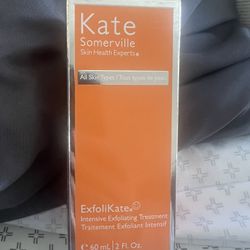 Kate
Somerville
Skin Health Experts®
All Skin Types / Tous types de peau
ExfoliKate®
Intensive Exfoliating Treatment
Traitement Exfoliant Intensif
℮ 60 mL | 2 Fl. Oz.